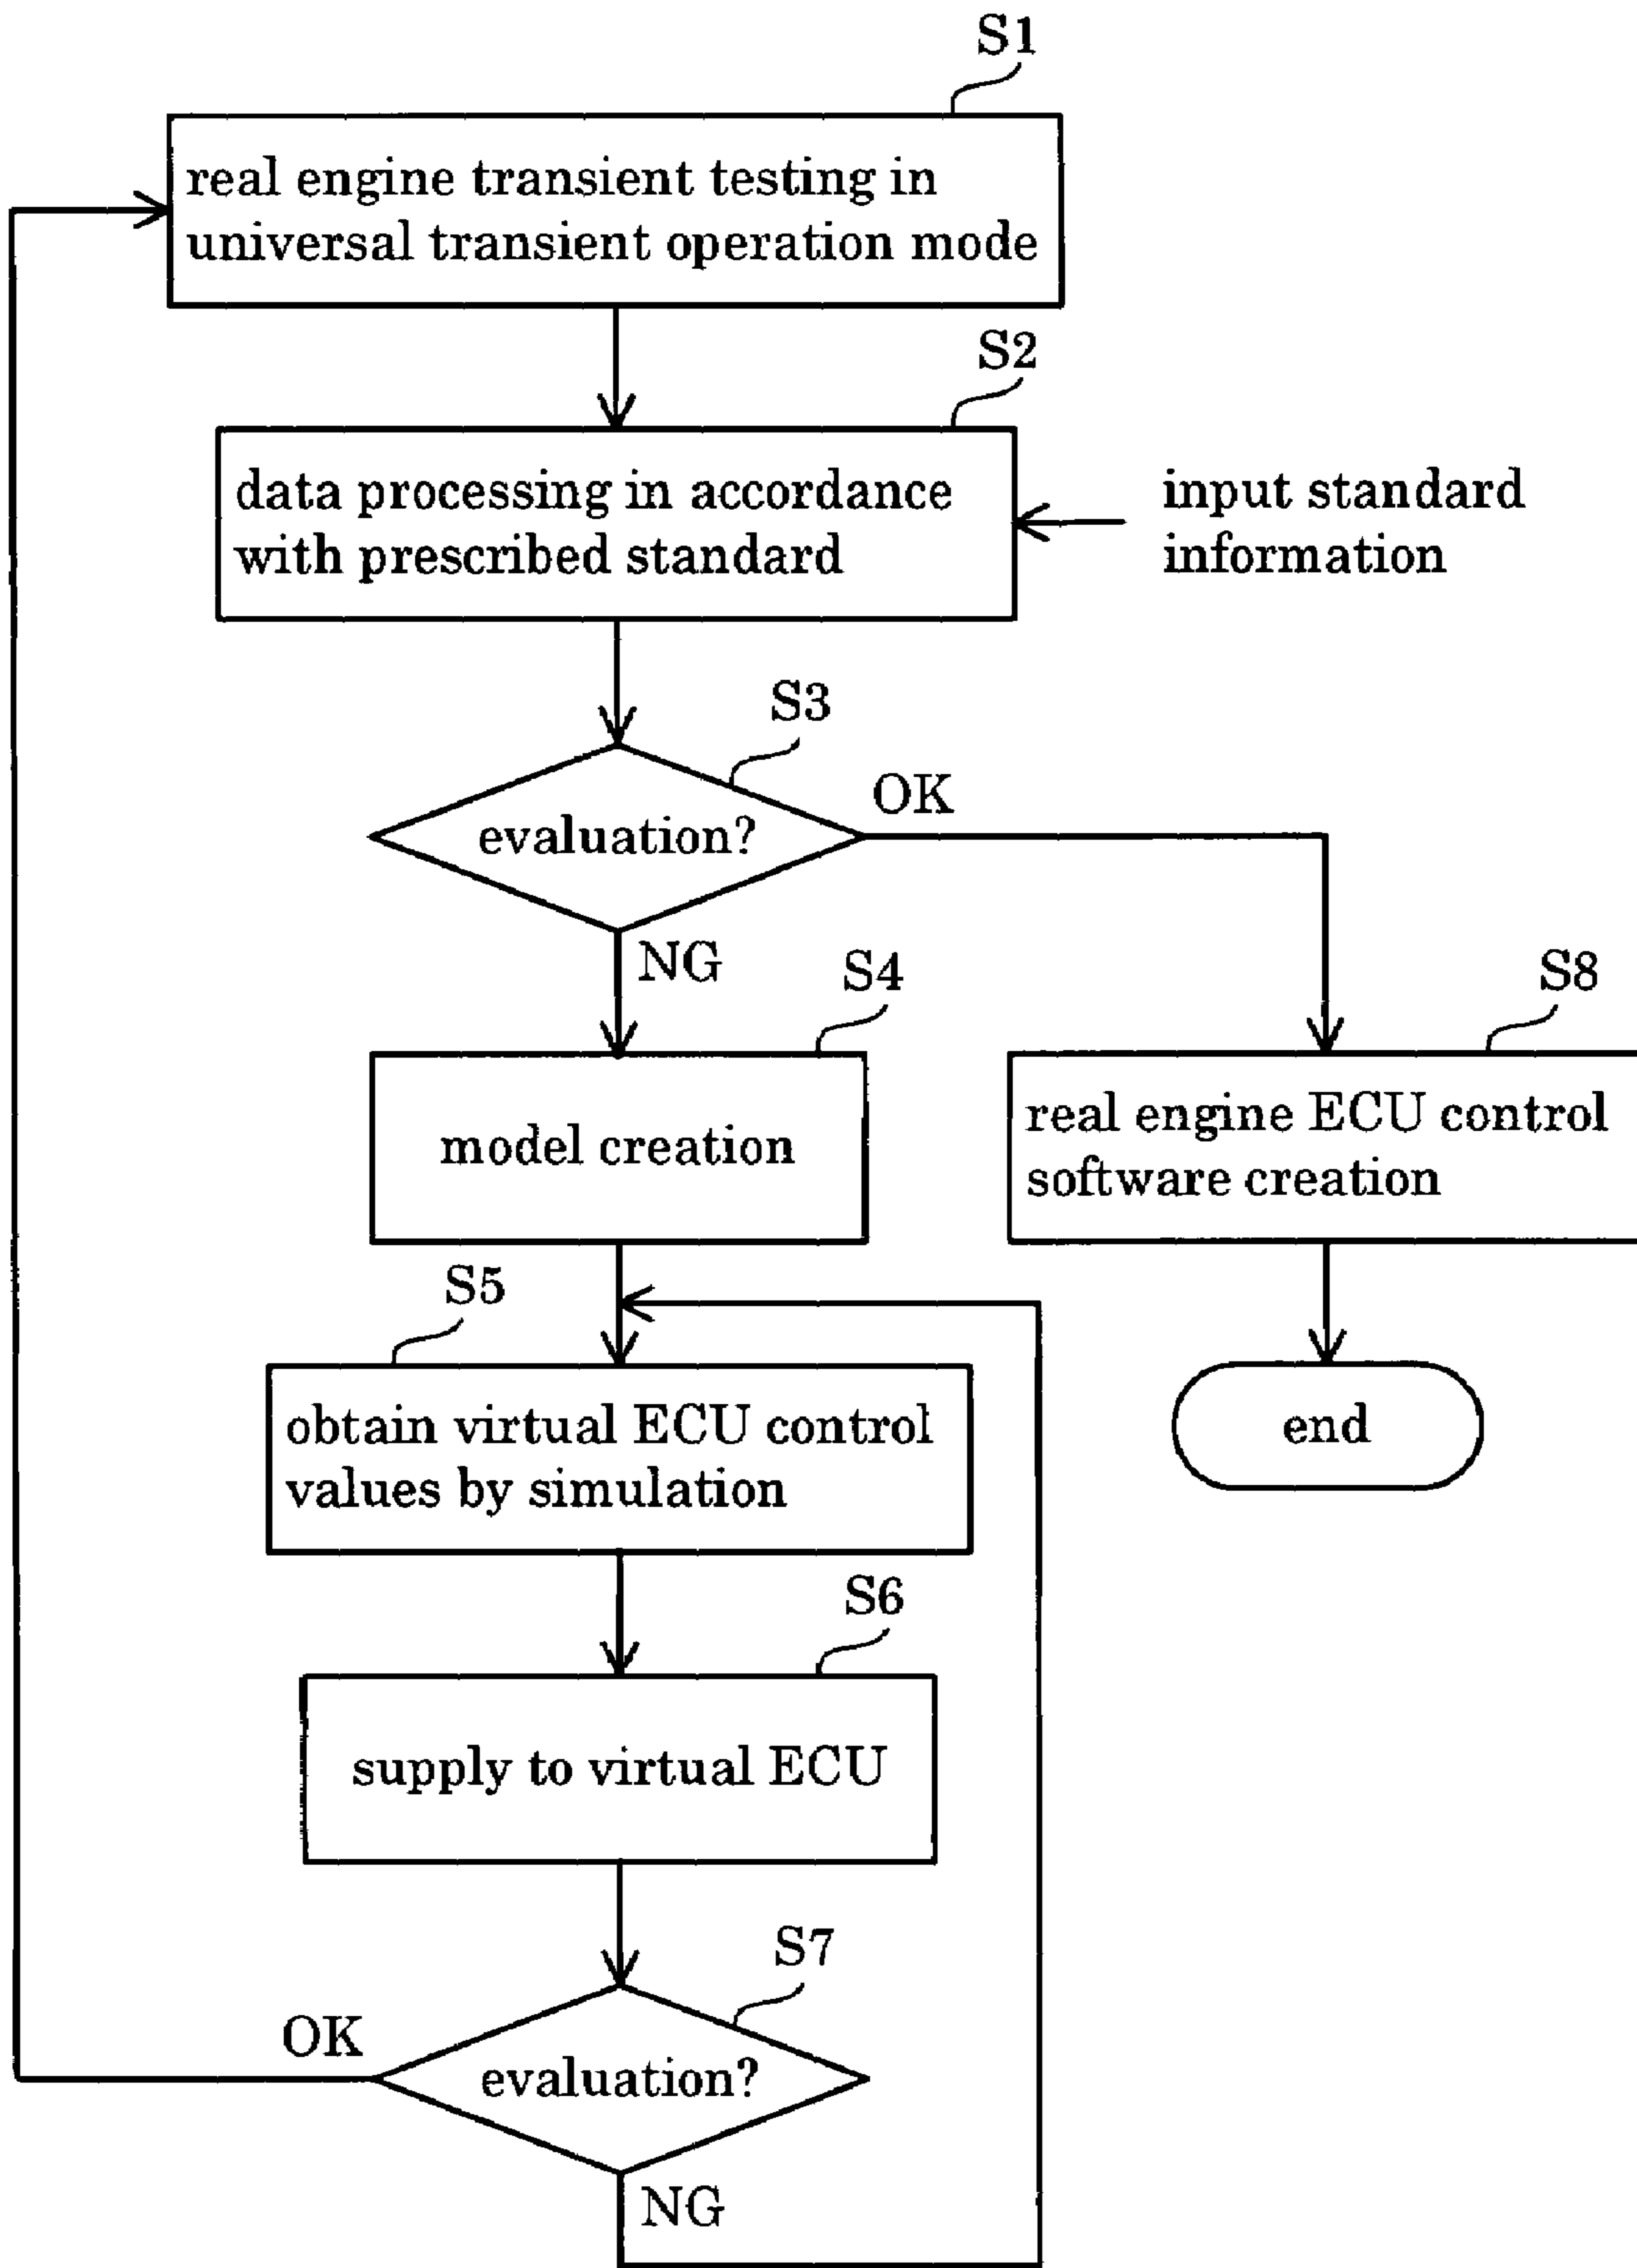 S1
real engine transient testing in
universal transient operation mode
S2
data processing in accordance
with prescribed standard
input standard
information
S3
OK
evaluation?
NG
S4
S8
model creation
real engine ECU control
software creation
S5
obtain virtual ECU control
values by simulation
end
S6
supply to virtual ECU
S7
OK
evaluation?
NG